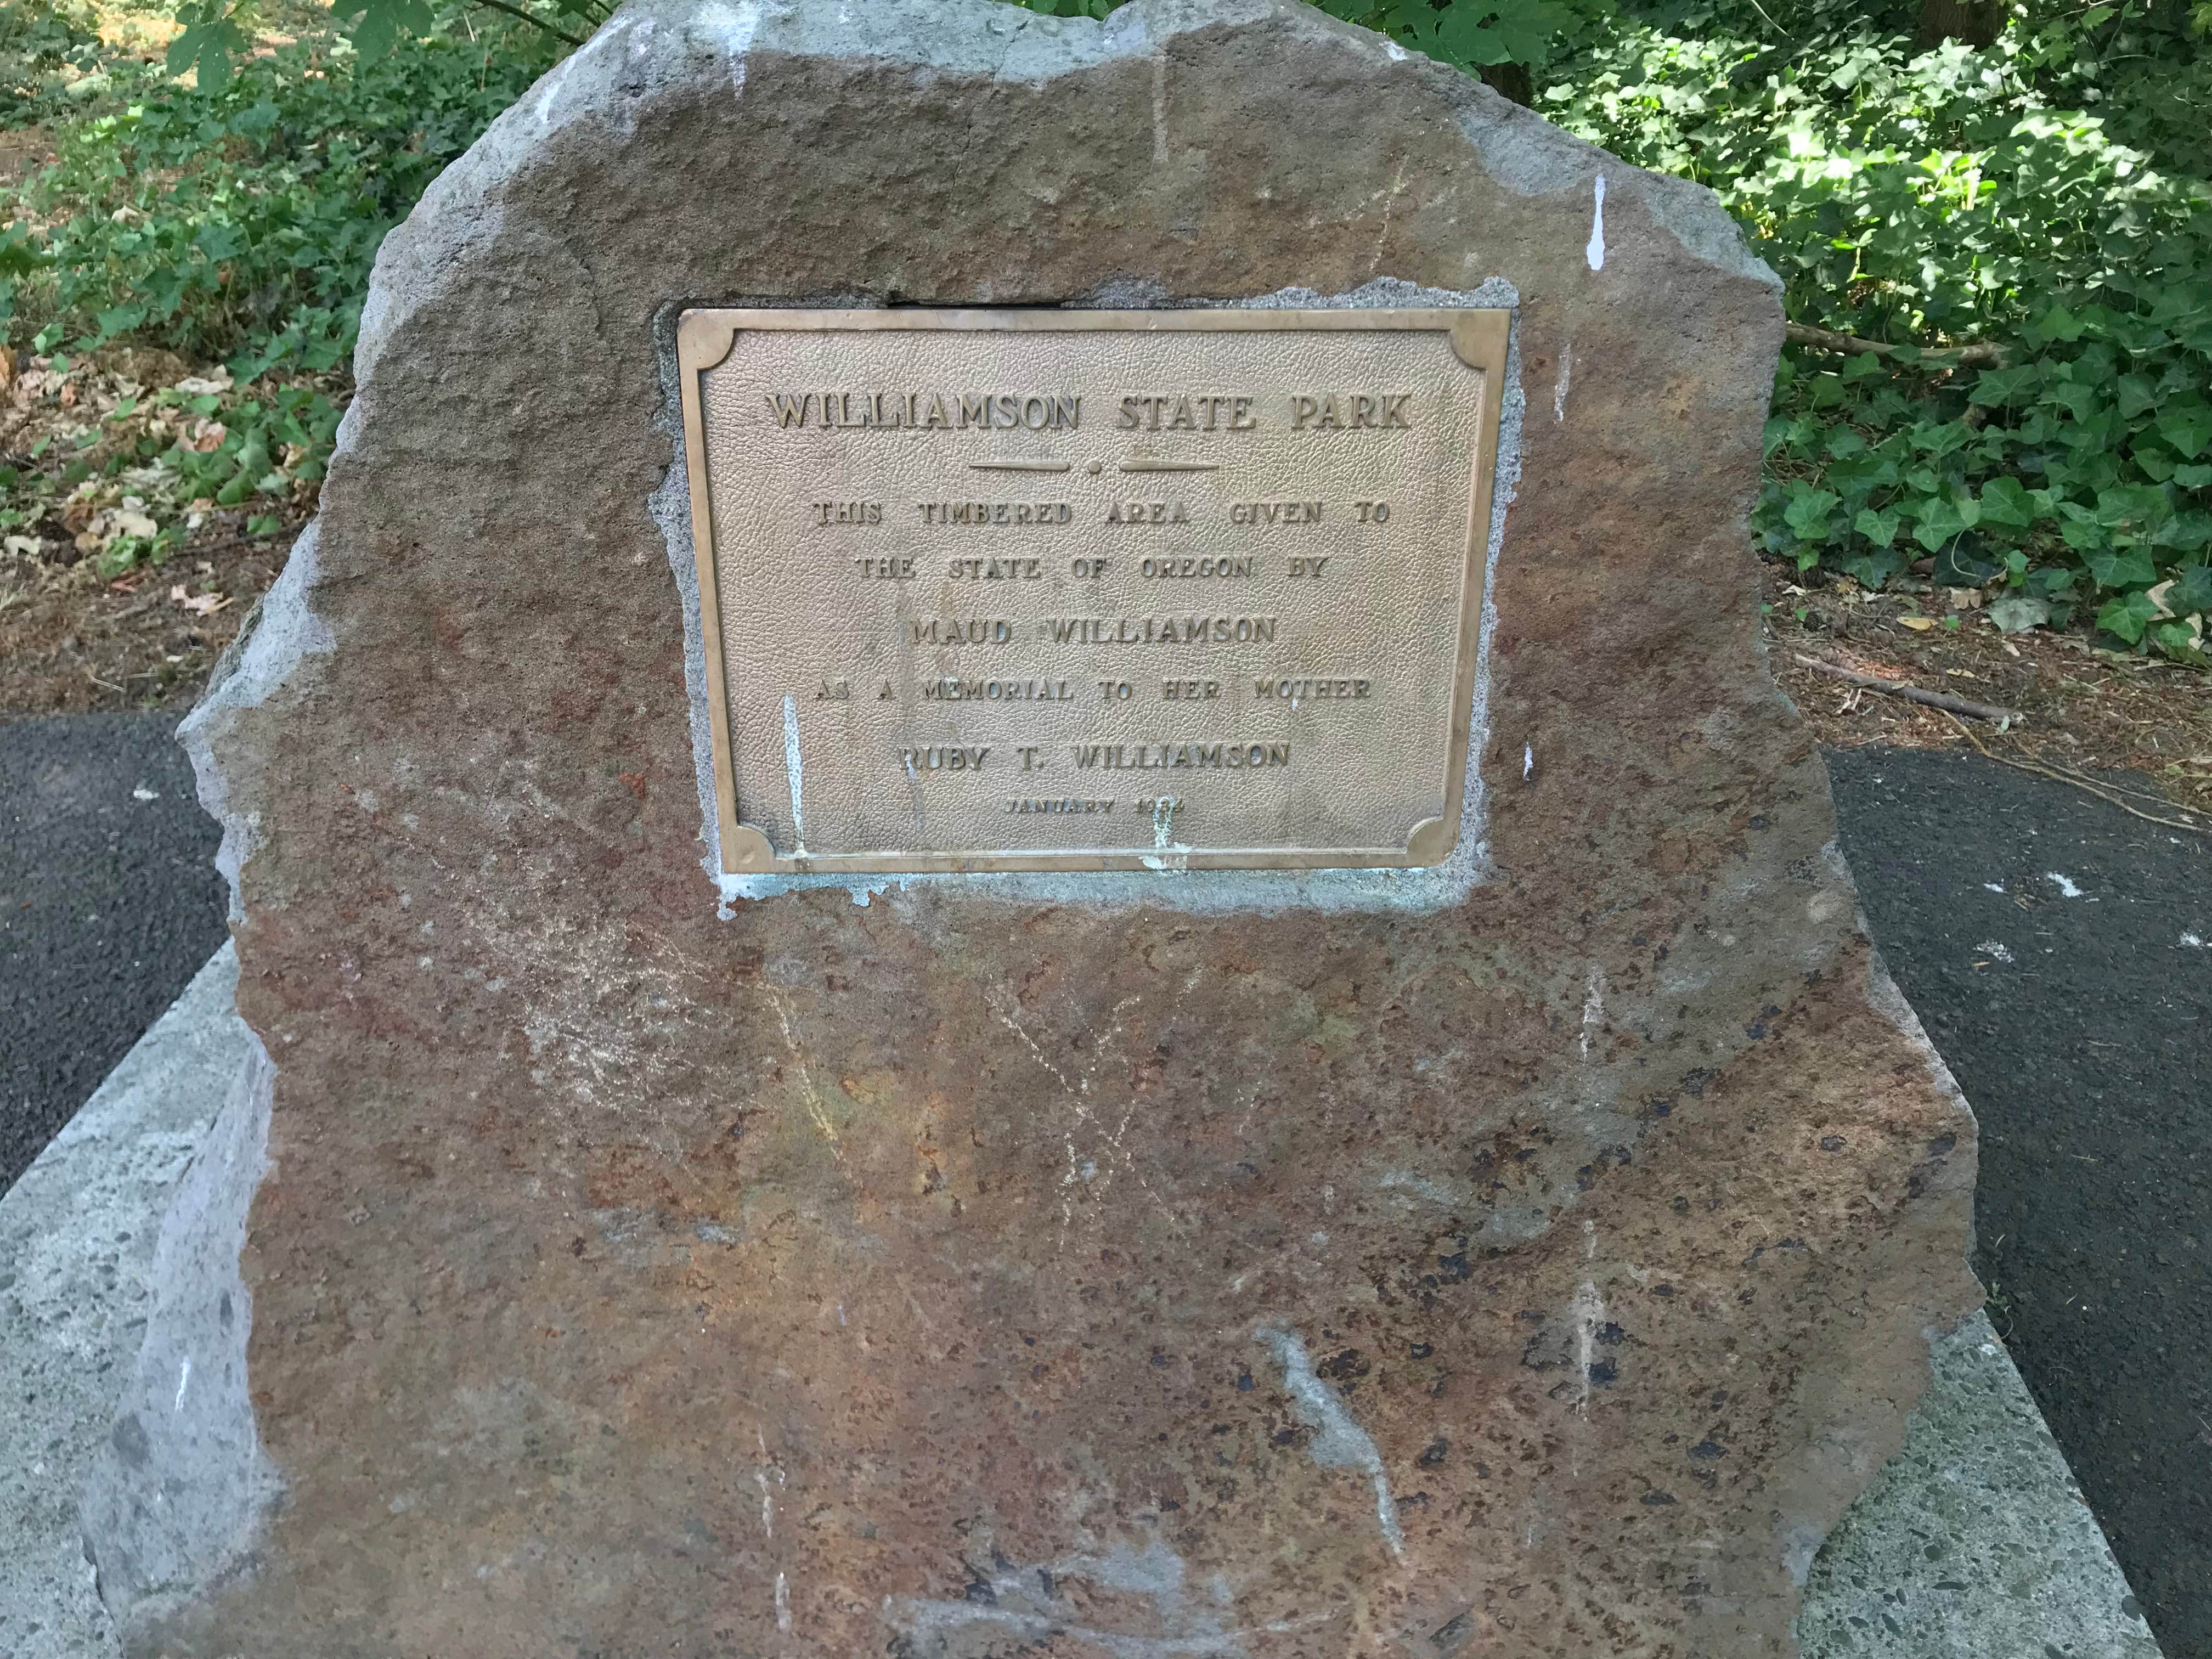 WILLIAMSON STATE PARK
THIS TIMBERED AREA GIVEN TO
THE STATE OF OREGON BY
MAUD WILLIAMSON
AS A MEMORIAL TO HER MOTHER
RUBY T. WILLIAMSON
JANUARY 1934